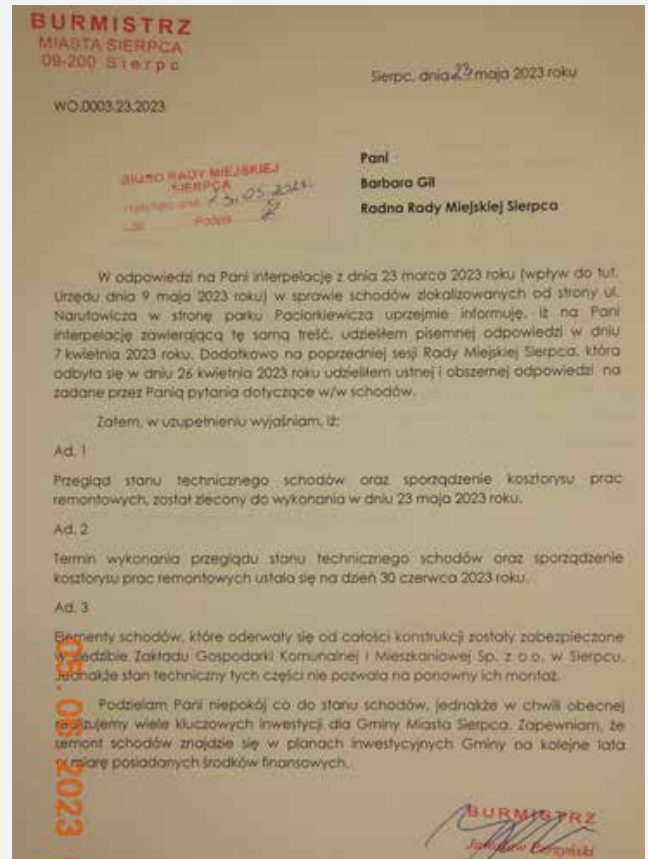 BURMISTRZ
MIASTA SIERPCA
09-200 Sierpc
Sierpc, dnia 23 maja 2023 roku
WO.0003.23.2023
BIURO RADY MIEJSKIEJ
SIERPCA
Pani
Barbara Gil
Radna Rady Miejskiej Sierpca
W odpowiedzi na Pani interpelację z dnia 23 marca 2023 roku (wpływ do tut.
Urzędu dnia 9 maja 2023 roku) w sprawie schodów zlokalizowanych od strony ul.
Narutowicza w stronę parku Paciorkiewicza uprzejmie informuję, iż na Pani
interpelację zawierającą tę samą treść, udzieliłem pisemnej odpowiedzi w dniu
7 kwietnia 2023 roku. Dodatkowo na poprzedniej sesji Rady Miejskiej Sierpca, która
odbyła się w dniu 26 kwietnia 2023 roku udzieliłem ustnej i obszernej odpowiedzi na
zadane przez Panią pytania dotyczące w/w schodów.
Zatem, w uzupełnieniu wyjaśniam, iż:
Ad. 1
Przegląd stanu technicznego schodów oraz sporządzenie kosztorysu prac
remontowych, został zlecony do wykonania w dniu 23 maja 2023 roku.
Ad. 2
Termin wykonania przeglądu stanu technicznego schodów oraz sporządzenie
kosztorysu prac remontowych ustala się na dzień 30 czerwca 2023 roku.
Ad. 3
Elementy schodów, które oderwały się od całości konstrukcji zostały zabezpieczone
w siedzibie Zakładu Gospodarki Komunalnej i Mieszkaniowej Sp. z o.o. w Sierpcu.
Jednakże stan techniczny tych części nie pozwala na ponowny ich montaż.
Podzielam Pani niepokój co do stanu schodów, jednakże w chwili obecnej
realizujemy wiele kluczowych inwestycji dla Gminy Miasta Sierpca. Zapewniam, że
remont schodów znajdzie się w planach inwestycyjnych Gminy na kolejne lata
w miarę posiadanych środków finansowych.
BURMISTRZ
Jarosław Perzyński
05.06.2023